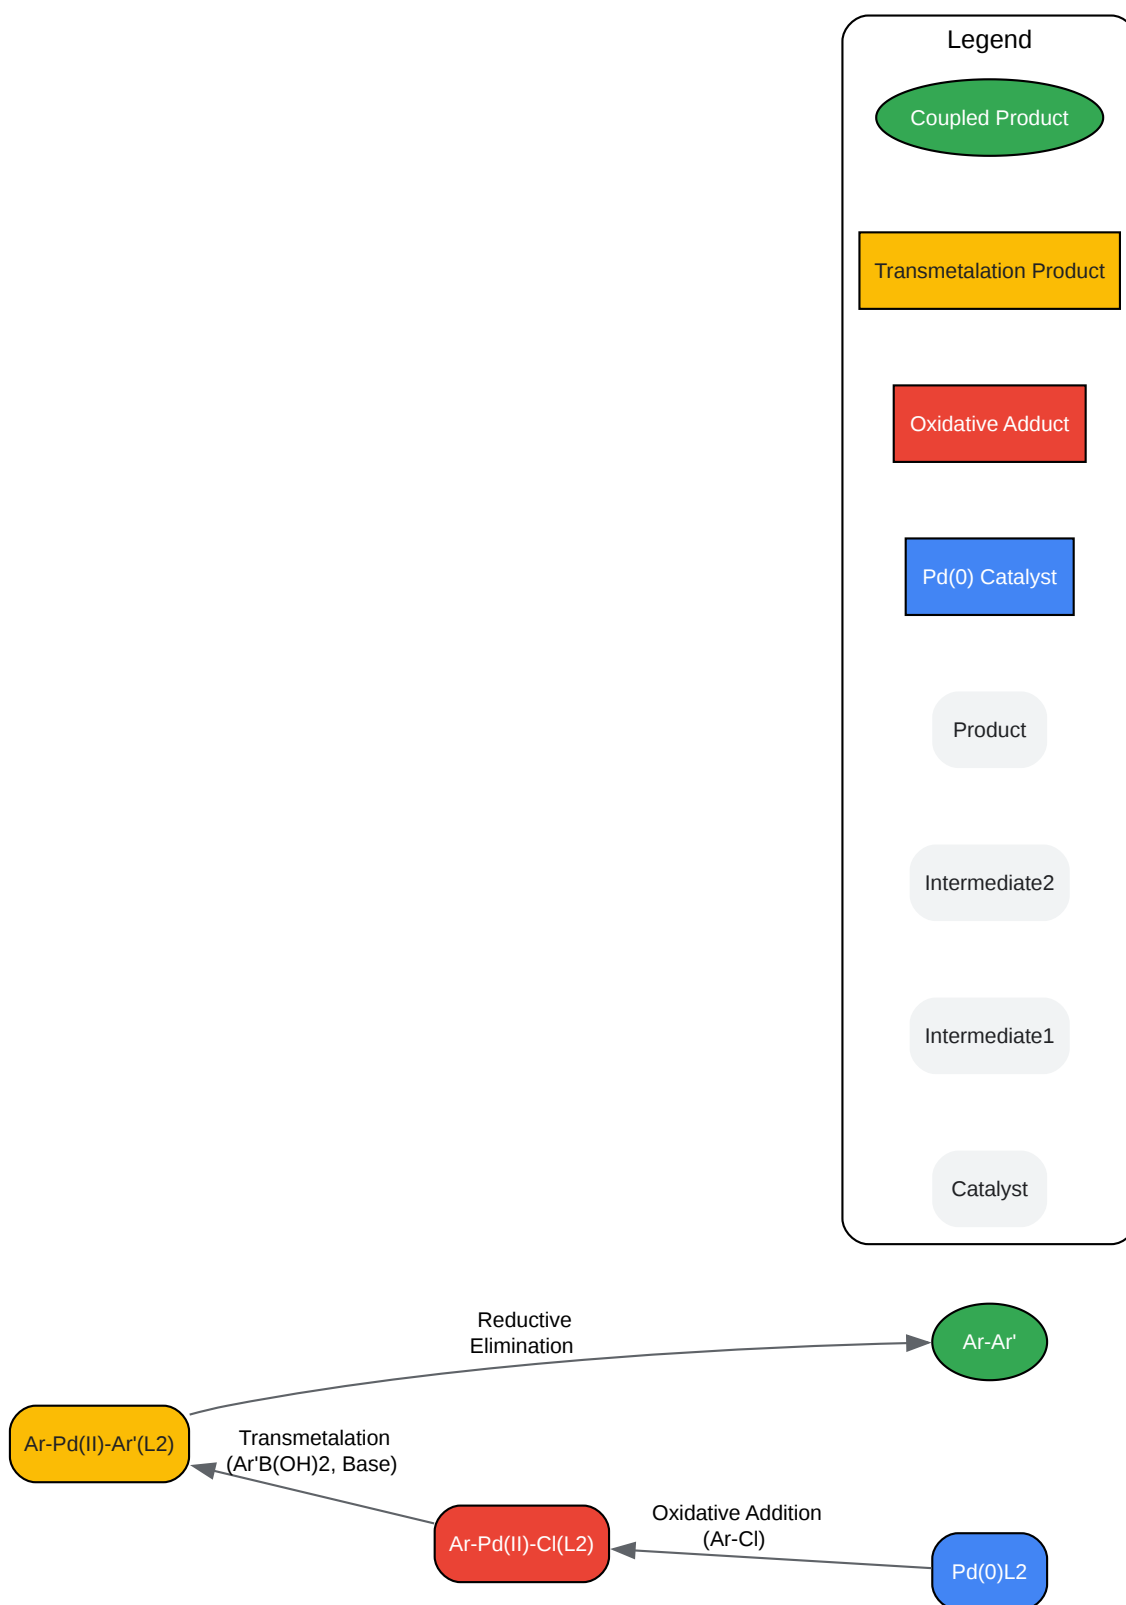 Legend
Coupled Product
Transmetalation Product
Oxidative Adduct
Pd(0) Catalyst
Product
Intermediate2
Intermediate1
Catalyst
Reductive
Elimination
Ar-Ar'
Ar-Pd(II)-Ar'(L2)
Transmetalation
(Ar'B(OH)2, Base)
Oxidative Addition
(Ar-Cl)
Ar-Pd(II)-Cl(L2)
Pd(0)L2